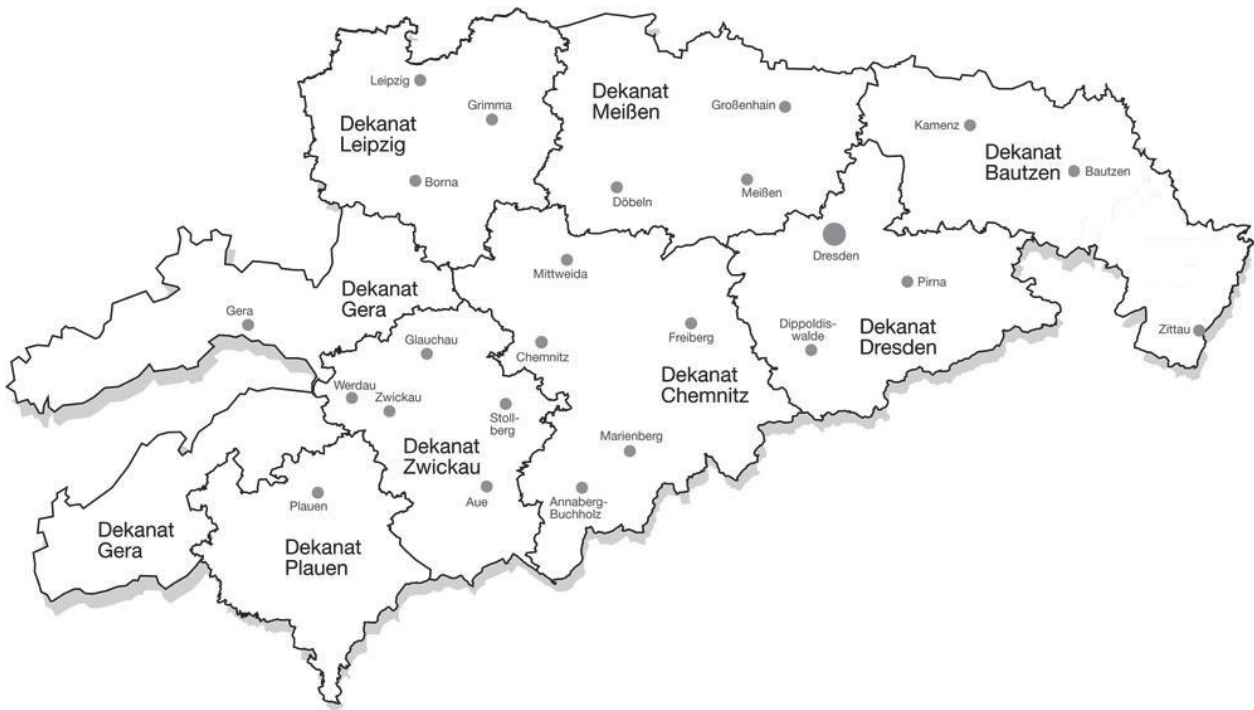 Leipzig
Grimma
Dekanat
Leipzig
Borna
Dekanat
Meißen
Großenhain
Döbeln
Meißen
Kamenz
Dekanat
Bautzen
Bautzen
Zittau
Dresden
Pirna
Dippoldis-
walde
Dekanat
Dresden
Mittweida
Freiberg
Chemnitz
Dekanat
Chemnitz
Marienberg
Annaberg-
Buchholz
Dekanat
Gera
Gera
Glauchau
Werdau
Zwickau
Stoll-
berg
Dekanat
Zwickau
Aue
Plauen
Dekanat
Plauen
Dekanat
Gera